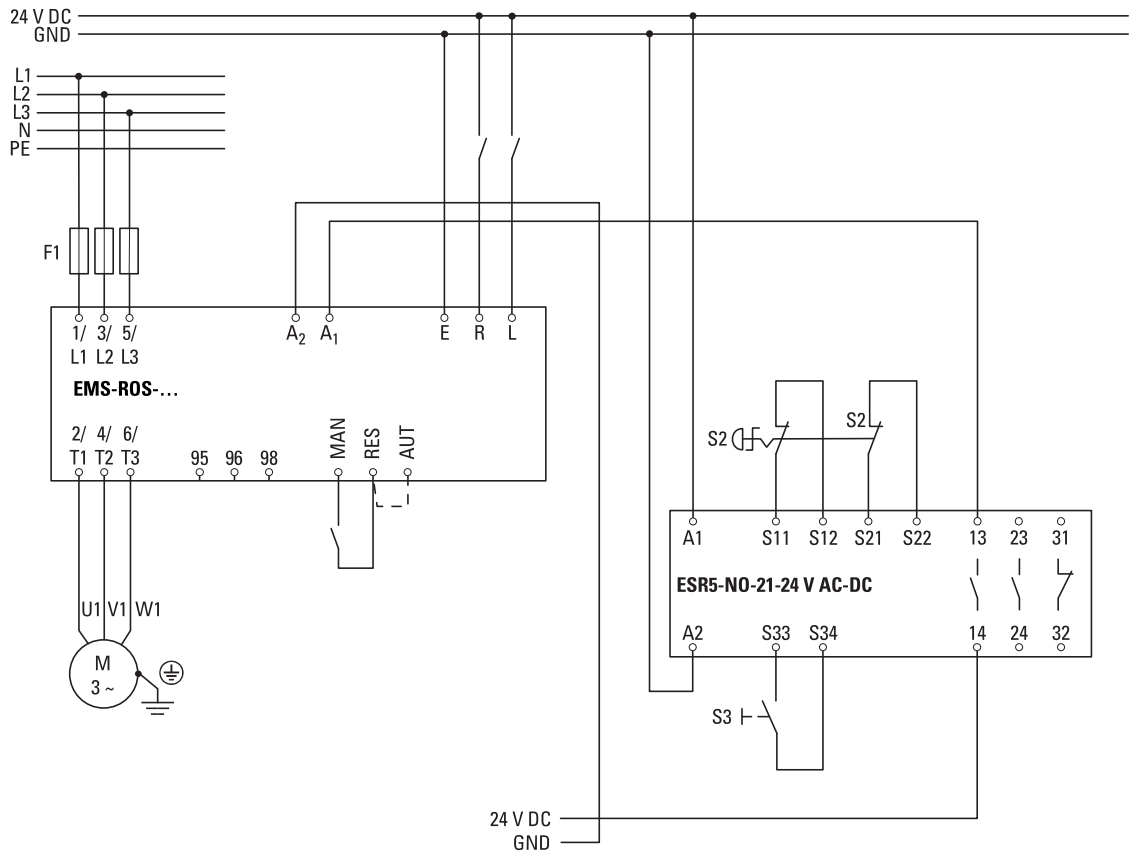 24 V DC
GND
L1
L2
L3
N
PE
F1
1/ 3/ 5/ A2 A1 E R L
L1 L2 L3
EMS-ROS-...
2/ 4/ 6/
T1 T2 T3 95 96 98 MAN RES AUT
U1 V1 W1
M
3 ~
S2 S2
A1 S11 S12 S21 S22 13 23 31
ESR5-NO-21-24 V AC-DC
A2 S33 S34 14 24 32
S3
24 V DC
GND